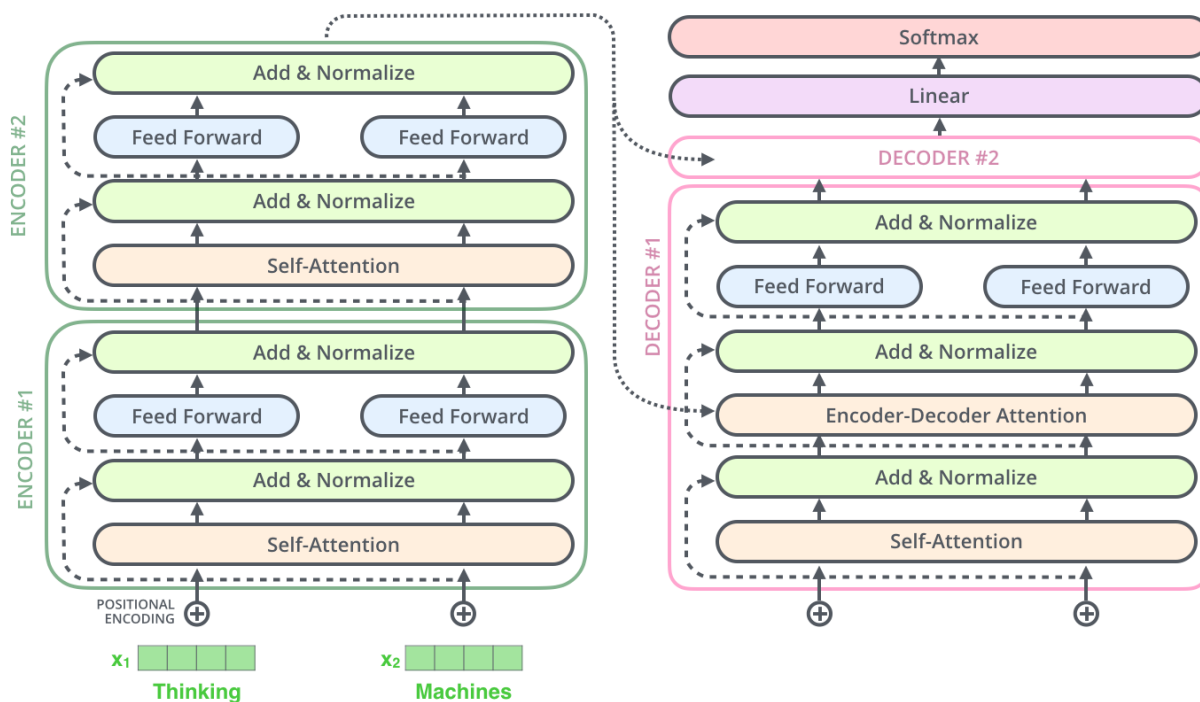 ENCODER #2
Add & Normalize
Feed Forward Feed Forward
Add & Normalize
Self-Attention
ENCODER #1
Add & Normalize
Feed Forward Feed Forward
Add & Normalize
Self-Attention
POSITIONAL
ENCODING
x₁ x₂
Thinking Machines
Softmax
Linear
DECODER #2
DECODER #1
Add & Normalize
Feed Forward Feed Forward
Add & Normalize
Encoder-Decoder Attention
Add & Normalize
Self-Attention